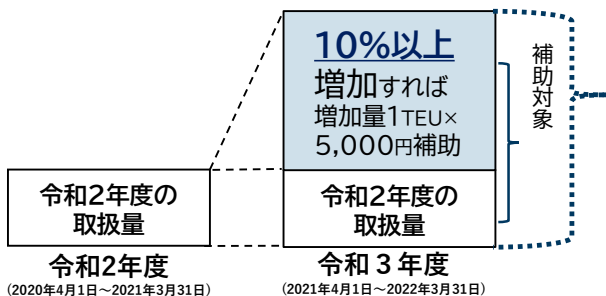 10%以上
増加すれば
増加量1TEU×
5,000円補助
補助対象
令和2年度の
取扱量
令和2年度の
取扱量
令和2年度
(2020年4月1日～2021年3月31日)
令和３年度
(2021年4月1日～2022年3月31日)